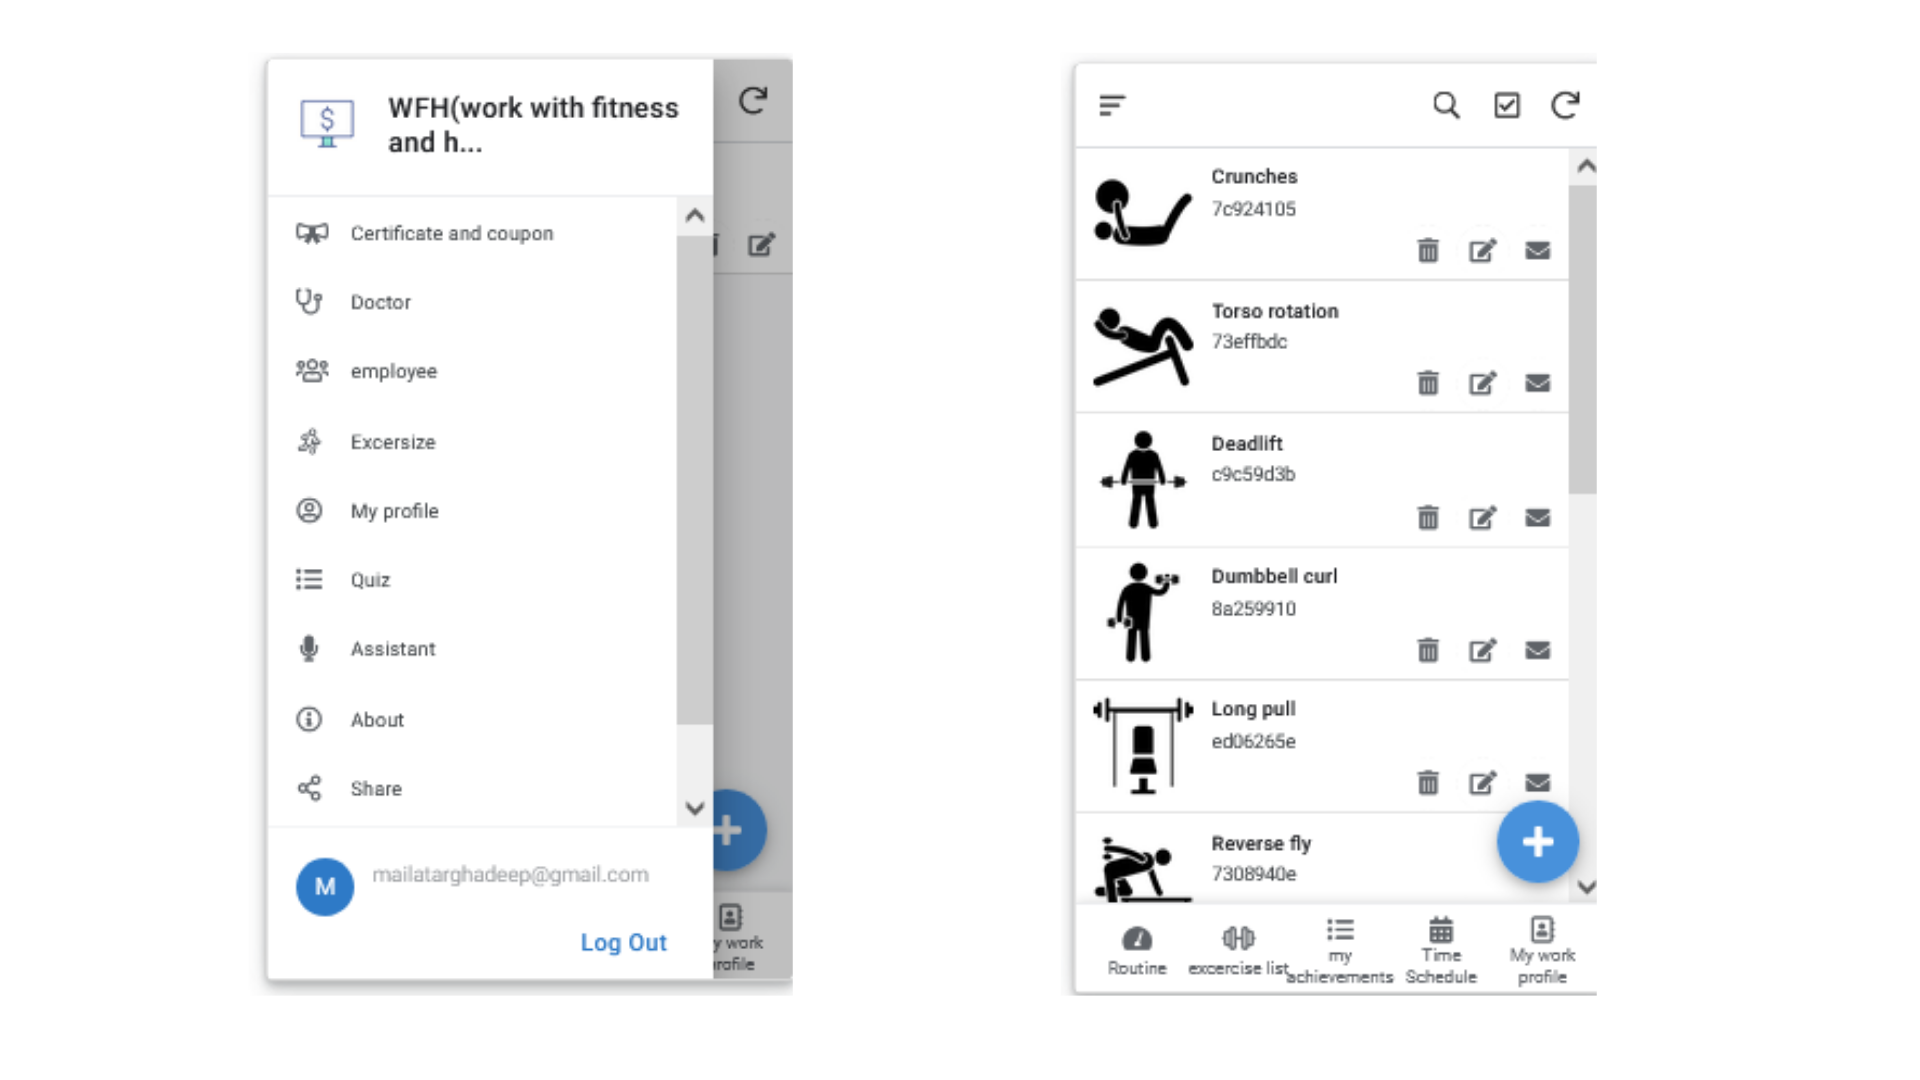 WFH(work with fitness
and h...
Certificate and coupon
Doctor
employee
Excersize
My profile
Quiz
Assistant
About
Share
M
mailatarghadeep@gmail.com
Log Out
y work
rofile
Crunches
7c924105
Torso rotation
73effbdc
Deadlift
c9c59d3b
Dumbbell curl
8a259910
Long pull
ed06265e
Reverse fly
7308940e
Routine
excercise list
my
achievements
Time
Schedule
My work
profile